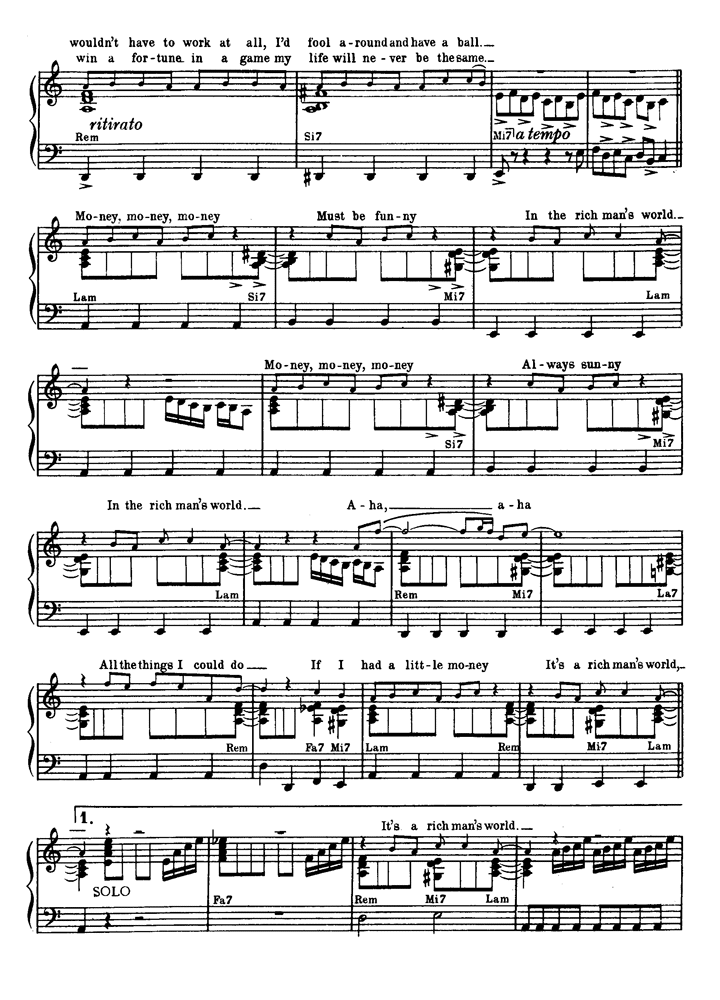 wouldn't have to work at all, I'd fool a-round and have a ball.
win a for-tune in a game my life will ne-ver be the same.
ritirato a tempo
Rem Si7 Mi7
Mo-ney, mo-ney, mo-ney Must be fun-ny In the rich man's world.
Lam Si7 Mi7 Lam
Mo-ney, mo-ney, mo-ney Al-ways sun-ny
Si7 Mi7
In the rich man's world. A-ha, a-ha
Lam Rem Mi7 La7
All the things I could do If I had a litt-le mo-ney It's a rich man's world,
Rem Fa7 Mi7 Lam Rem Mi7 Lam
1.
It's a rich man's world.
SOLO Fa7 Rem Mi7 Lam